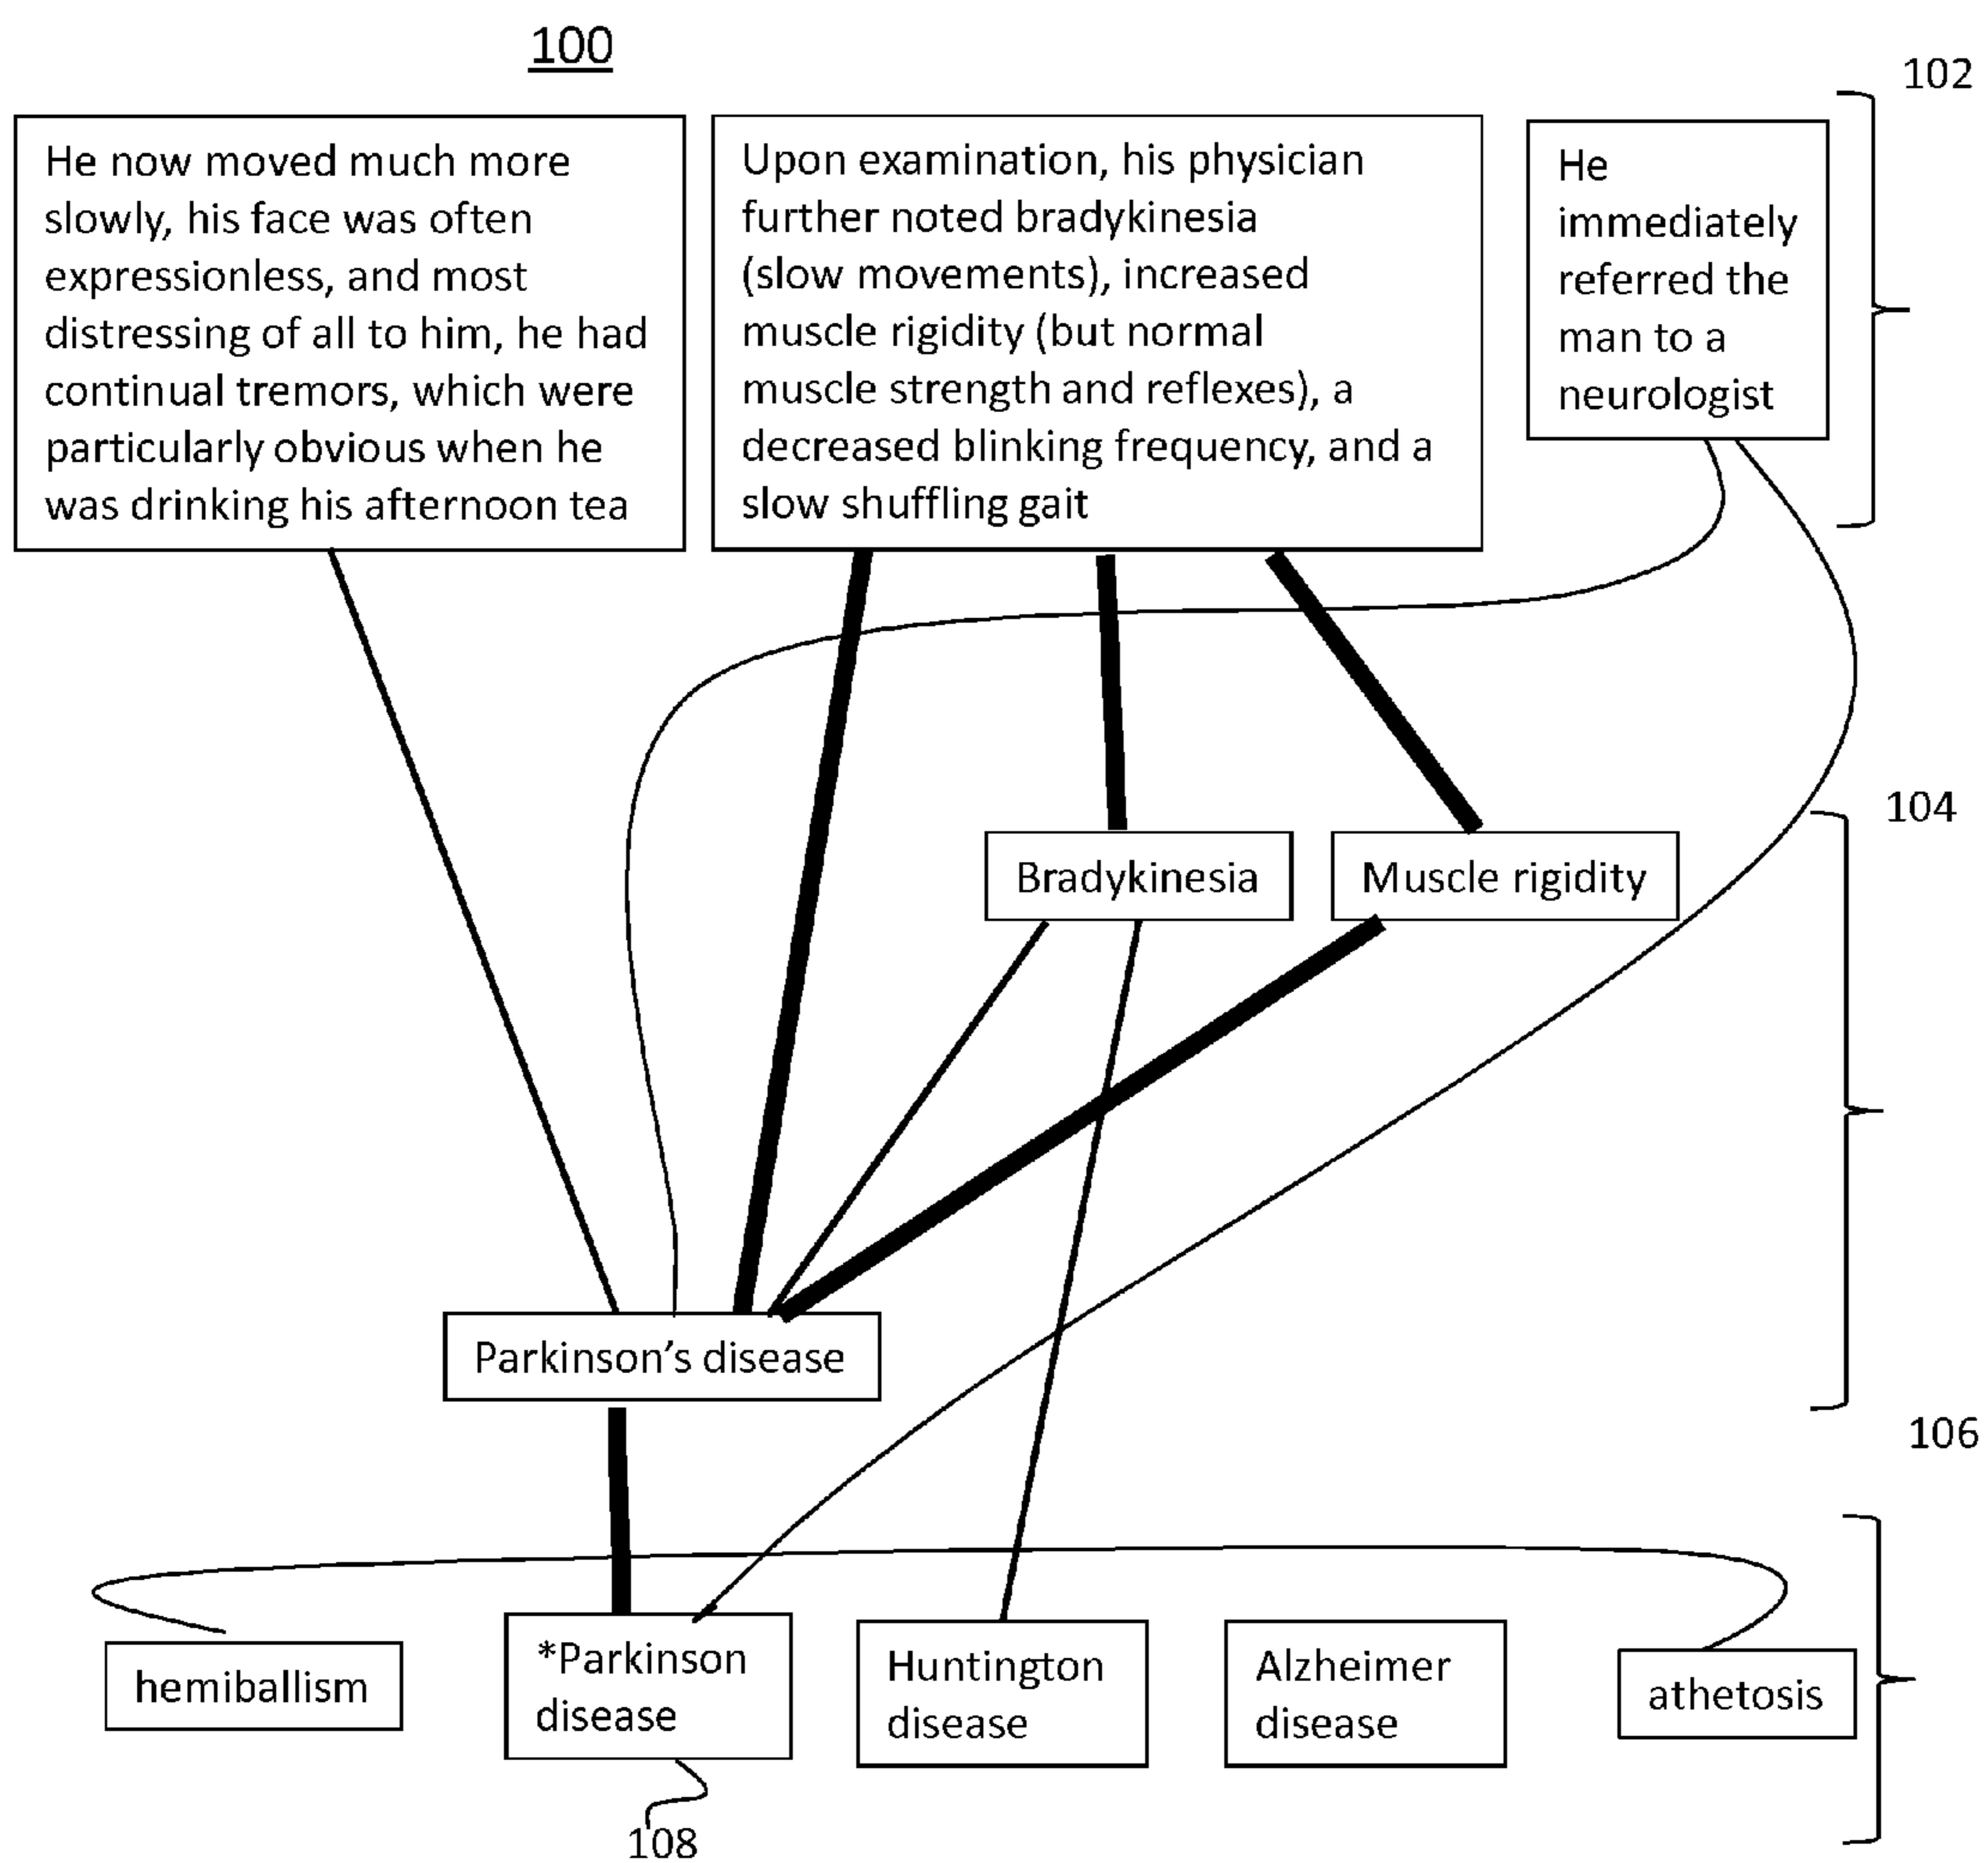 100
102
He now moved much more
slowly, his face was often
expressionless, and most
distressing of all to him, he had
continual tremors, which were
particularly obvious when he
was drinking his afternoon tea
Upon examination, his physician
further noted bradykinesia
(slow movements), increased
muscle rigidity (but normal
muscle strength and reflexes), a
decreased blinking frequency, and a
slow shuffling gait
He
immediately
referred the
man to a
neurologist
104
Bradykinesia
Muscle rigidity
Parkinson's disease
106
hemiballism
*Parkinson
disease
Huntington
disease
Alzheimer
disease
athetosis
108